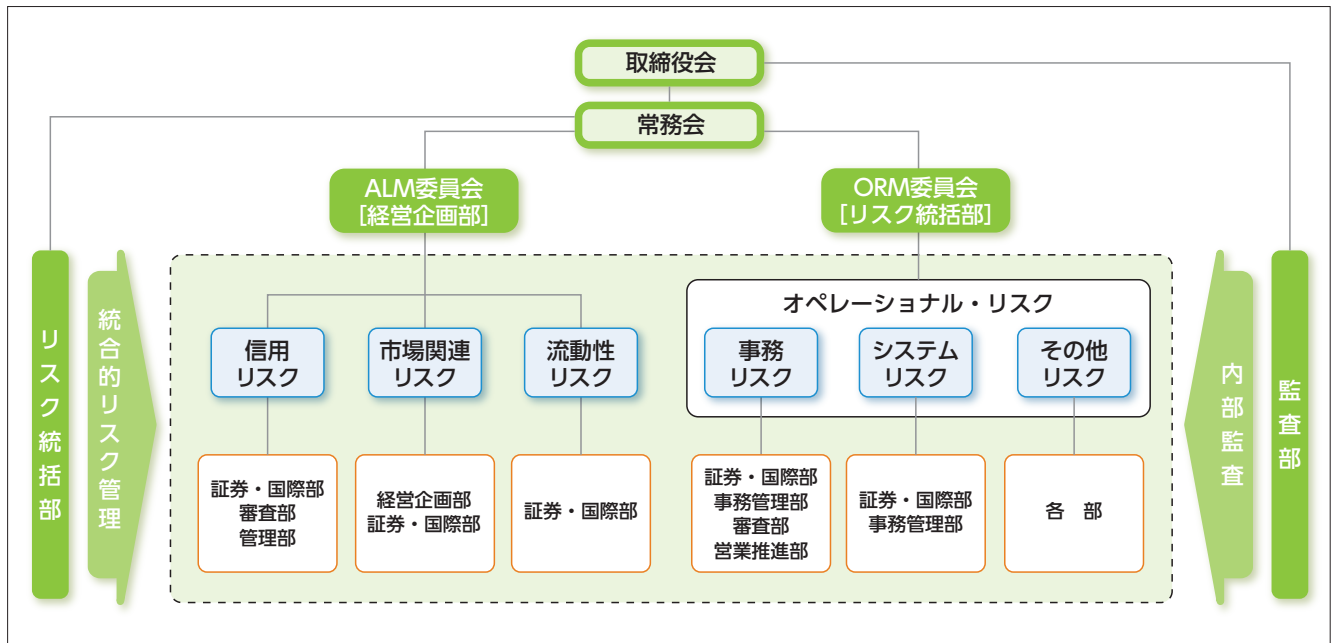 取締役会
常務会
ALM委員会
[経営企画部]
ORM委員会
[リスク統括部]
リスク統括部
統合的リスク管理
オペレーショナル・リスク
信用
リスク
市場関連
リスク
流動性
リスク
事務
リスク
システム
リスク
その他
リスク
証券・国際部
審査部
管理部
経営企画部
証券・国際部
証券・国際部
証券・国際部
事務管理部
審査部
営業推進部
証券・国際部
事務管理部
各　部
内部監査
監査部